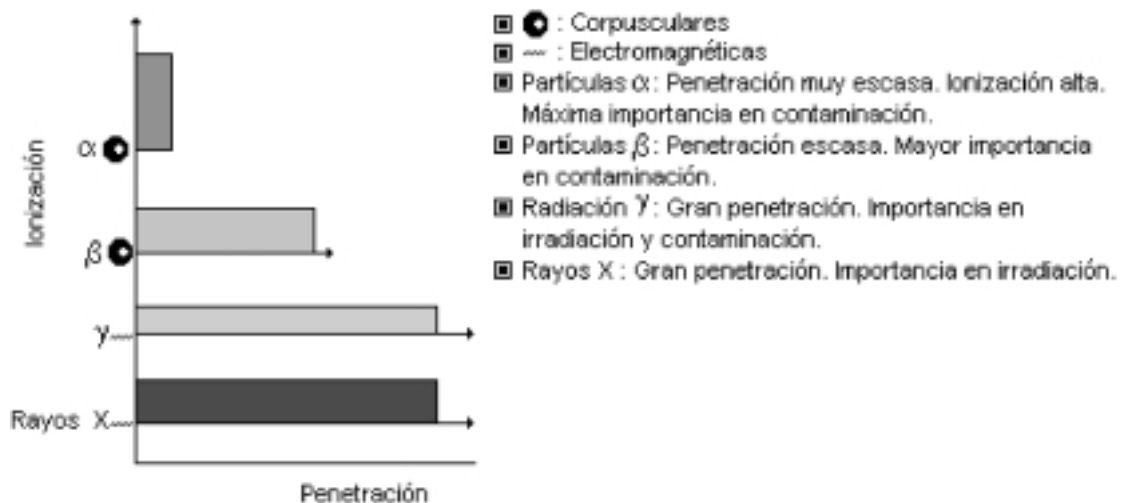 Ionización
α
β
γ
Rayos X
Penetración
: Corpusculares
: Electromagnéticas
Partículas α: Penetración muy escasa. Ionización alta.
Máxima importancia en contaminación.
Partículas β: Penetración escasa. Mayor importancia
en contaminación.
Radiación γ: Gran penetración. Importancia en
irradiación y contaminación.
Rayos X : Gran penetración. Importancia en irradiación.